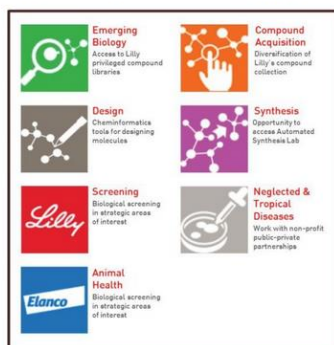 Emerging
Biology
Access to Lilly
privileged compound
libraries
Compound
Acquisition
Diversification of
Lilly's compound
collection
Design
Cheminformatics
tools for designing
molecules
Synthesis
Opportunity to
access Automated
Synthesis Lab
Lilly
Screening
Biological screening
in strategic areas
of interest
Neglected &
Tropical
Diseases
Work with non-profit
public-private
partnerships
Elanco
Animal
Health
Biological screening
in strategic areas
of interest